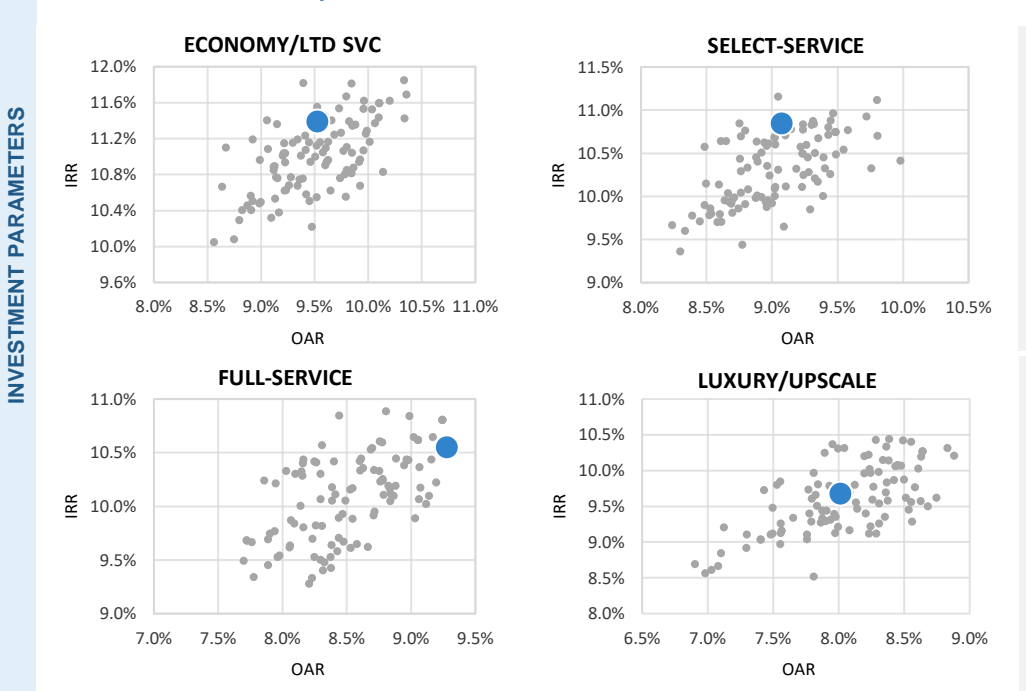 INVESTMENT PARAMETERS
ECONOMY/LTD SVC
12.0%
11.6%
11.2%
10.8%
10.4%
10.0%
9.6%
IRR
8.0% 8.5% 9.0% 9.5% 10.0% 10.5% 11.0%
OAR
SELECT-SERVICE
11.5%
11.0%
10.5%
10.0%
9.5%
9.0%
IRR
8.0% 8.5% 9.0% 9.5% 10.0% 10.5%
OAR
FULL-SERVICE
11.0%
10.5%
10.0%
9.5%
9.0%
IRR
7.0% 7.5% 8.0% 8.5% 9.0% 9.5%
OAR
LUXURY/UPSCALE
11.0%
10.5%
10.0%
9.5%
9.0%
8.5%
8.0%
IRR
6.5% 7.0% 7.5% 8.0% 8.5% 9.0%
OAR